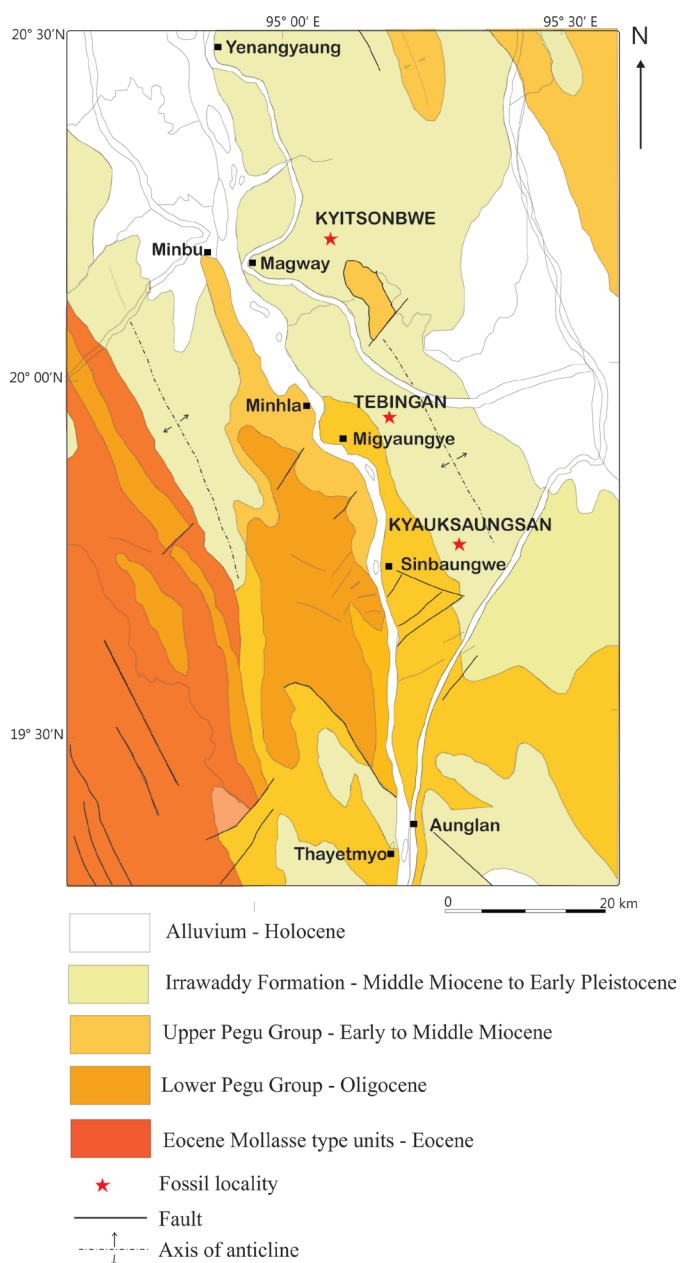 95° 00′ E
95° 30′ E
20° 30′N
N
Yenangyaung
KYITSONBWE
Minbu
Magway
20° 00′N
Minhla
TEBINGAN
Migyaungye
KYAUKSAUNGSAN
Sinbaungwe
19° 30′N
Aunglan
Thayetmyo
0
20 km
Alluvium - Holocene
Irrawaddy Formation - Middle Miocene to Early Pleistocene
Upper Pegu Group - Early to Middle Miocene
Lower Pegu Group - Oligocene
Eocene Mollasse type units - Eocene
Fossil locality
Fault
Axis of anticline